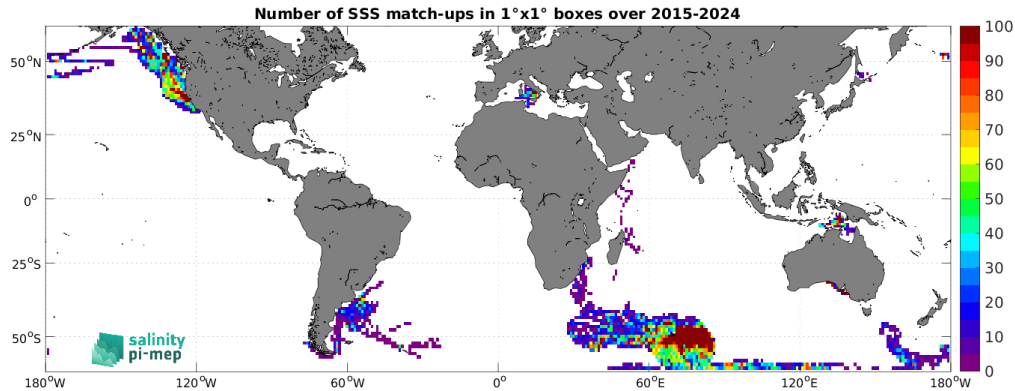 Number of SSS match-ups in 1°x1° boxes over 2015-2024
100
90
80
70
60
50
40
30
20
10
0
50°N
25°N
0°
25°S
50°S
salinity
pi-mep
180°W 120°W 60°W 0° 60°E 120°E 180°W